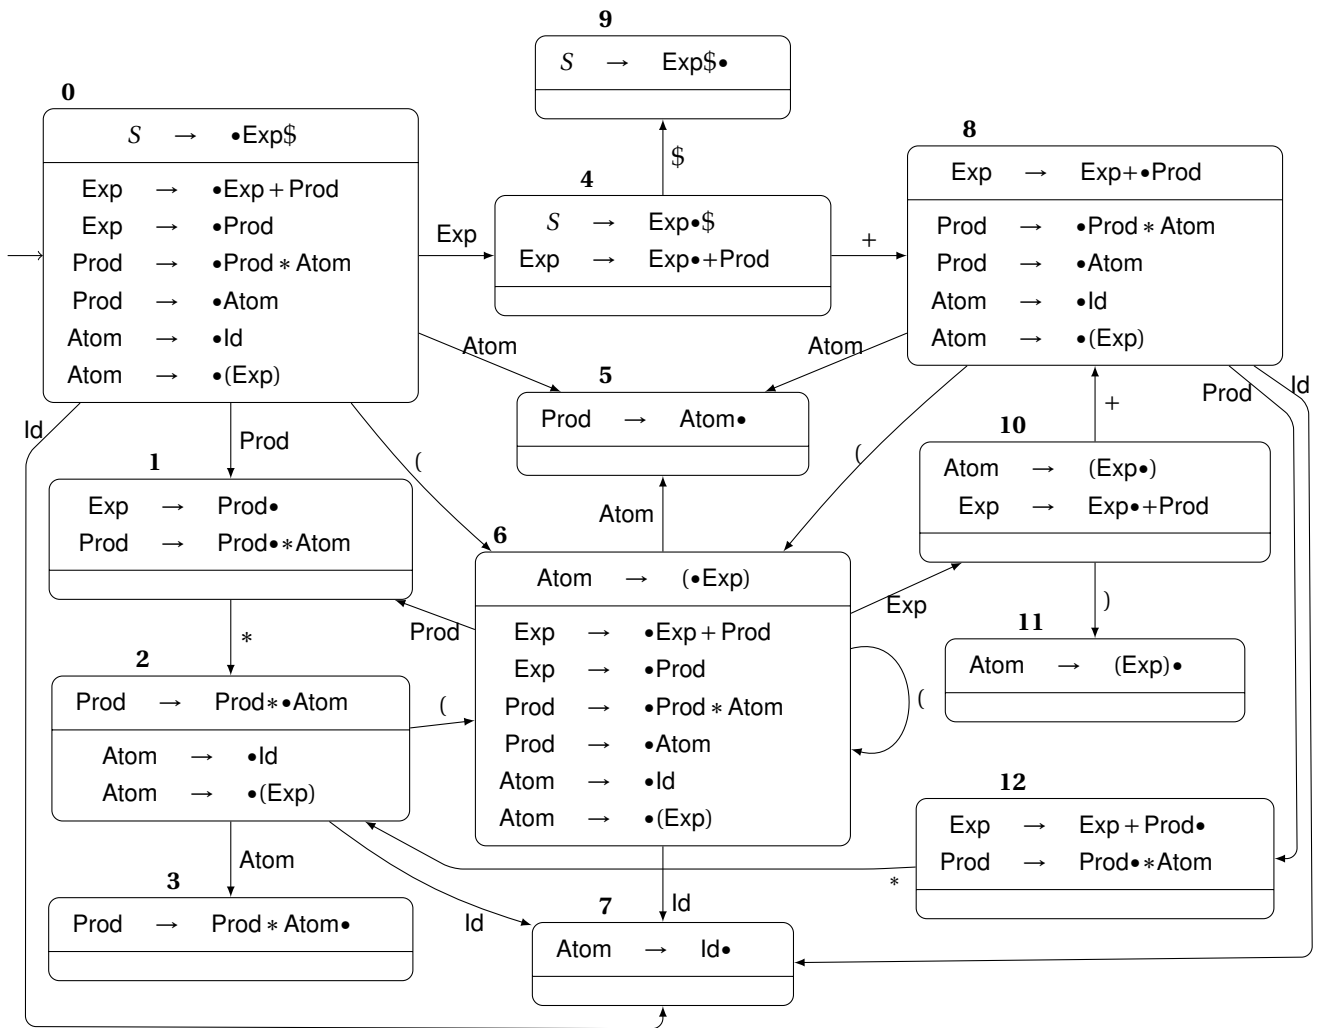 9
S → Exp$•
0
S → •Exp$
Exp → •Exp + Prod
Exp → •Prod
Prod → •Prod ∗ Atom
Prod → •Atom
Atom → •Id
Atom → •(Exp)
Exp
4
S → Exp•$
Exp → Exp•+Prod
$
+
8
Exp → Exp+•Prod
Prod → •Prod ∗ Atom
Prod → •Atom
Atom → •Id
Atom → •(Exp)
Atom
Atom
5
Prod → Atom•
Id
Prod
(
(
+
Prod
Id
1
Exp → Prod•
Prod → Prod•∗Atom
Atom
10
Atom → (Exp•)
Exp → Exp•+Prod
6
Atom → (•Exp)
Exp → •Exp + Prod
Exp → •Prod
Prod → •Prod ∗ Atom
Prod → •Atom
Atom → •Id
Atom → •(Exp)
Prod
Exp
)
∗
11
Atom → (Exp)•
2
Prod → Prod∗•Atom
Atom → •Id
Atom → •(Exp)
(
(
12
Exp → Exp + Prod•
Prod → Prod•∗Atom
∗
Atom
3
Prod → Prod ∗ Atom•
Id
Id
7
Atom → Id•